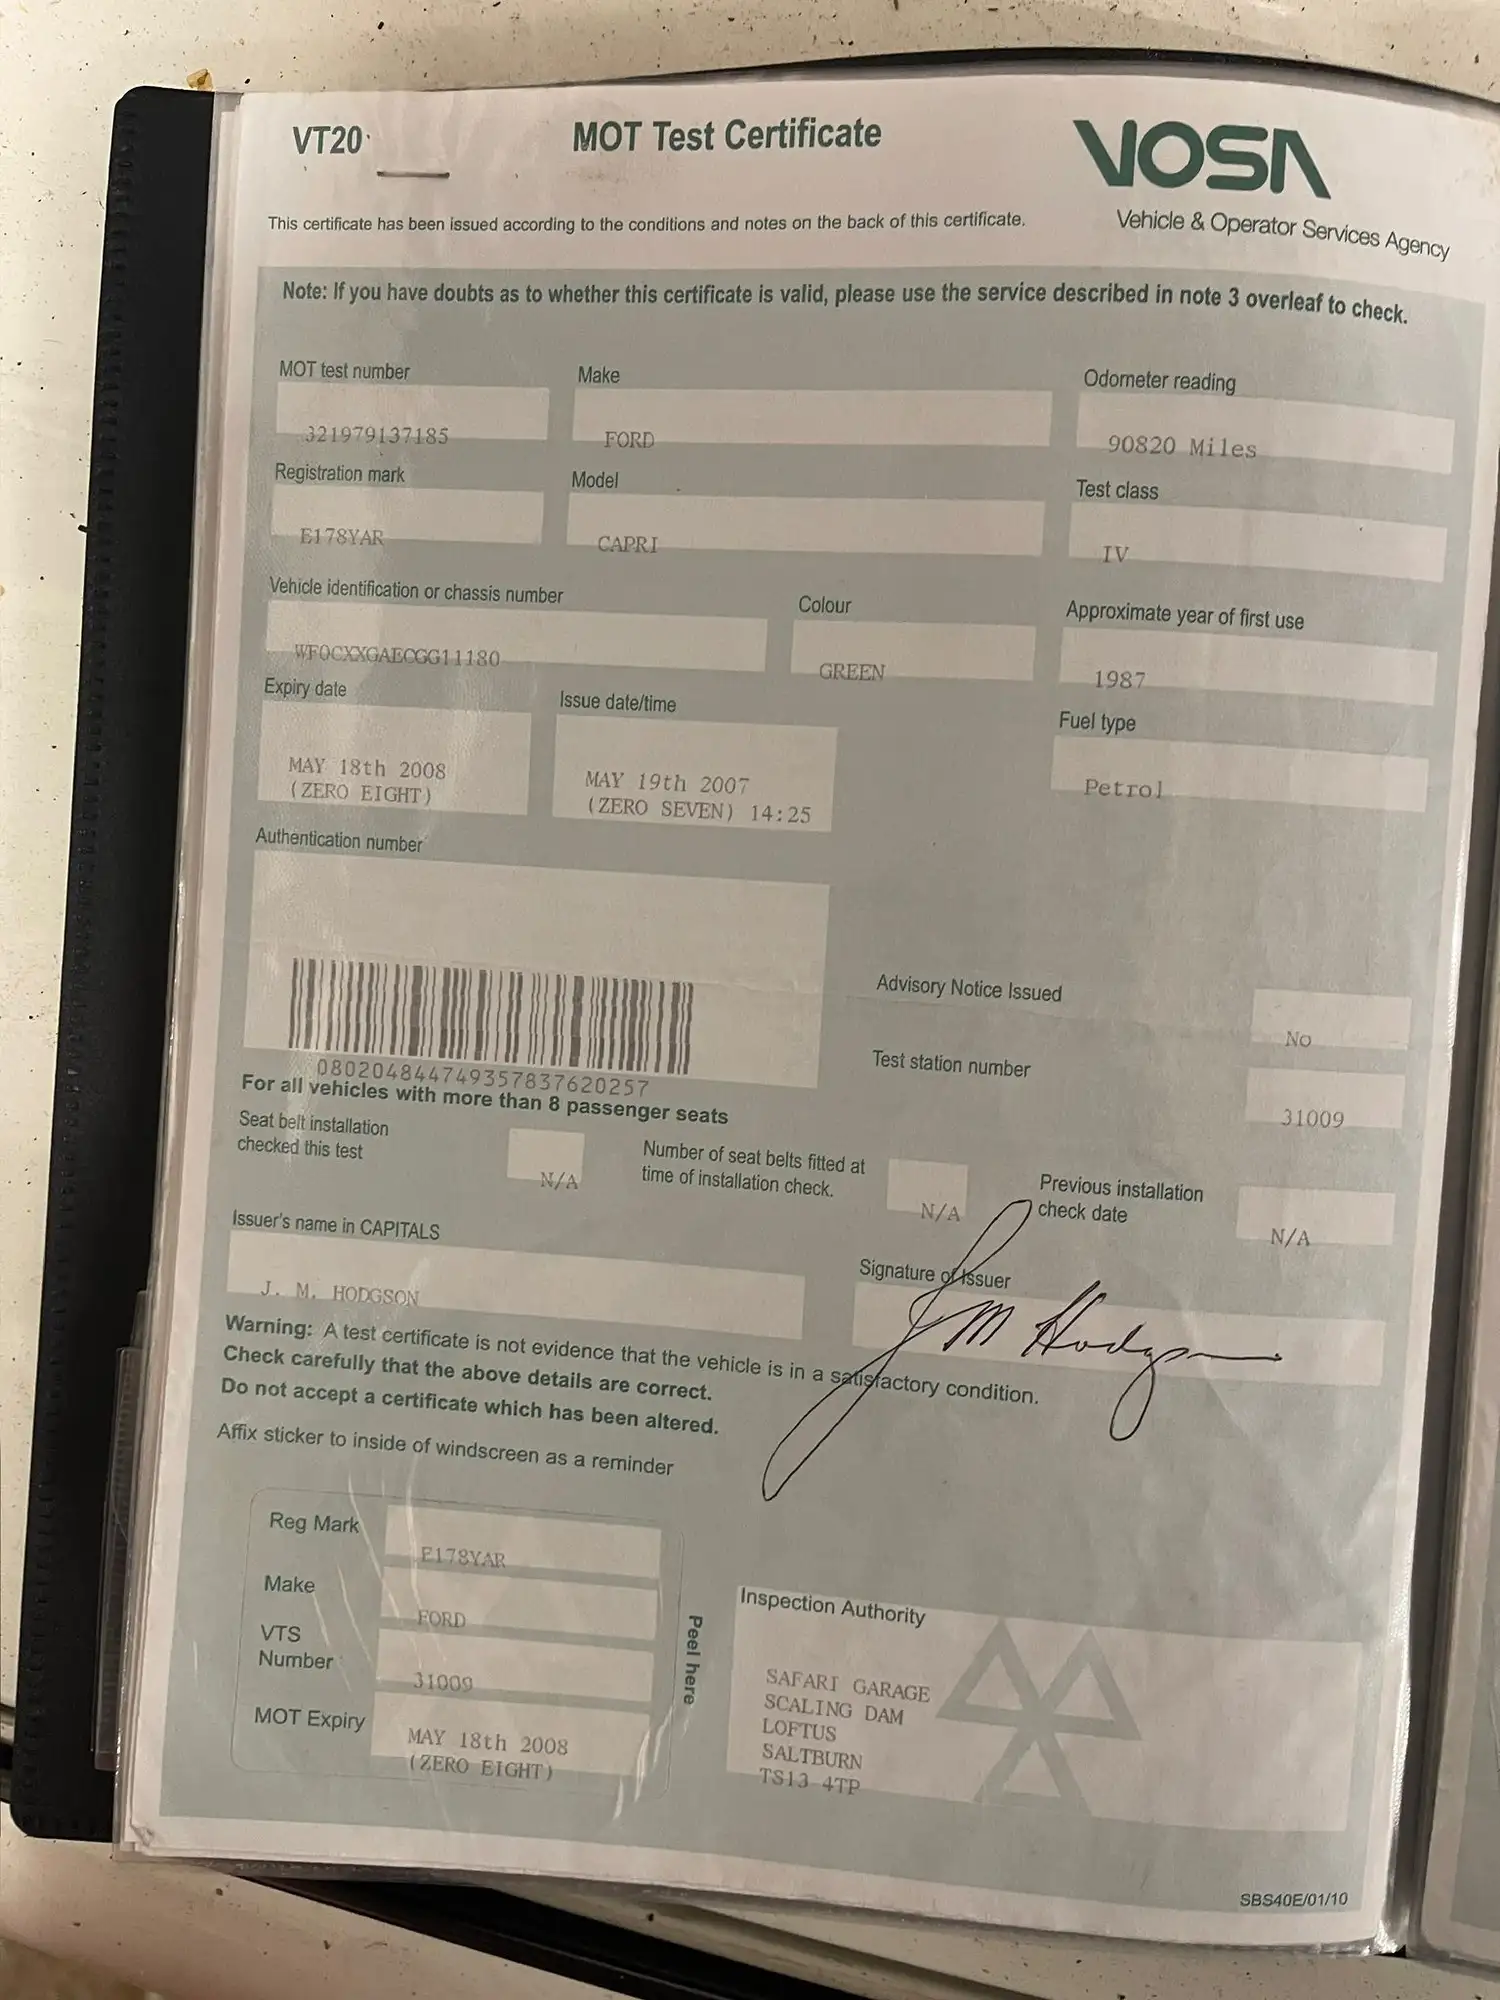 VT20
MOT Test Certificate
VOSA
Vehicle & Operator Services Agency
This certificate has been issued according to the conditions and notes on the back of this certificate.
Note: If you have doubts as to whether this certificate is valid, please use the service described in note 3 overleaf to check.
MOT test number
Make
Odometer reading
321979137185
FORD
90820 Miles
Registration mark
Model
Test class
E178YAR
CAPRI
IV
Vehicle identification or chassis number
Colour
Approximate year of first use
WF0CXXGAECGG11180
GREEN
1987
Expiry date
Issue date/time
Fuel type
MAY 18th 2008
(ZERO EIGHT)
MAY 19th 2007
(ZERO SEVEN) 14:25
Petrol
Authentication number
080204844749357837620257
Advisory Notice Issued
No
Test station number
31009
For all vehicles with more than 8 passenger seats
Seat belt installation
checked this test
N/A
Number of seat belts fitted at
time of installation check.
N/A
Previous installation
check date
N/A
Issuer's name in CAPITALS
J. M. HODGSON
Signature of Issuer
J M Hodgson
Warning: A test certificate is not evidence that the vehicle is in a satisfactory condition.
Check carefully that the above details are correct.
Do not accept a certificate which has been altered.
Affix sticker to inside of windscreen as a reminder
Reg Mark
E178YAR
Make
FORD
VTS
Number
31009
MOT Expiry
MAY 18th 2008
(ZERO EIGHT)
Peel here
Inspection Authority
SAFARI GARAGE
SCALING DAM
LOFTUS
SALTBURN
TS13 4TP
SBS40E/01/10